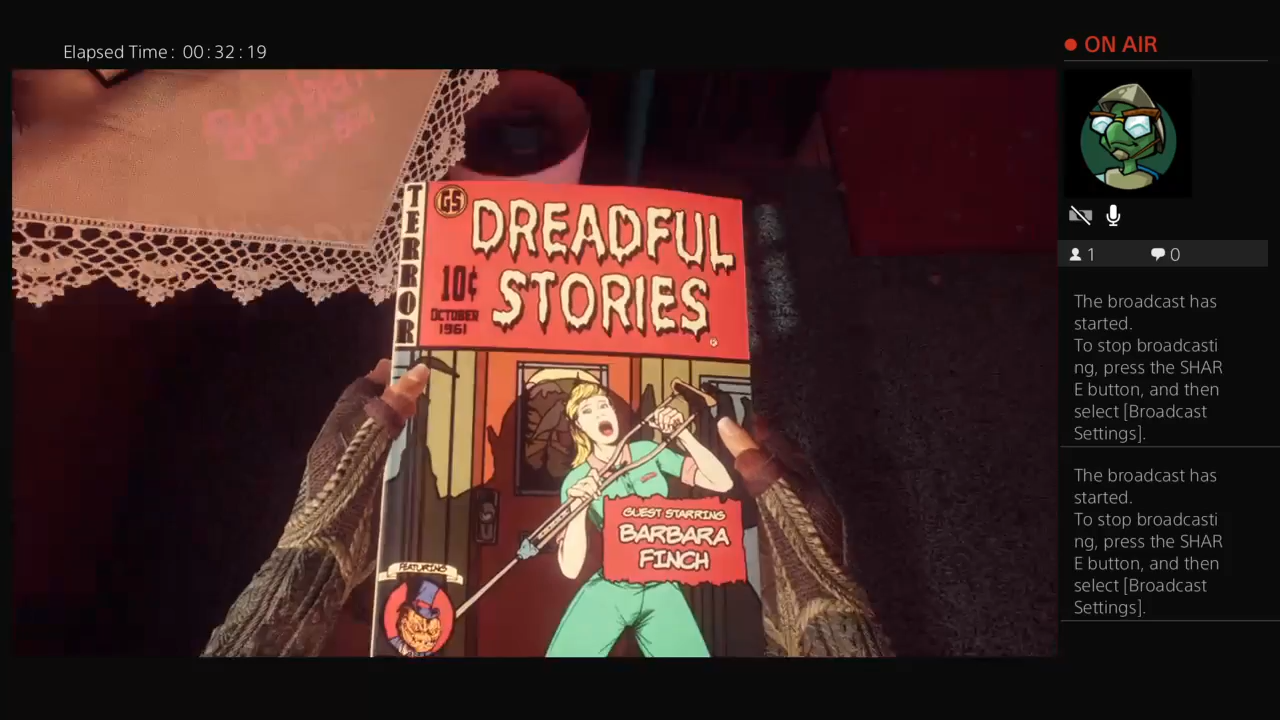 Elapsed Time: 00:32:19
ON AIR
Barbara
TERROR
GS
DREADFUL
STORIES
10¢
OCTOBER
1961
GUEST STARRING
BARBARA
FINCH
FEATURING
1
0
The broadcast has
started.
To stop broadcasti
ng, press the SHAR
E button, and then
select [Broadcast
Settings].
The broadcast has
started.
To stop broadcasti
ng, press the SHAR
E button, and then
select [Broadcast
Settings].